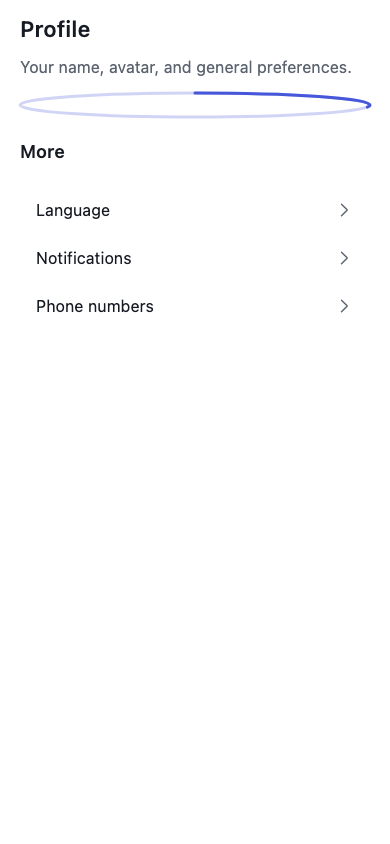 Profile
Your name, avatar, and general preferences.
More
Language
Notifications
Phone numbers